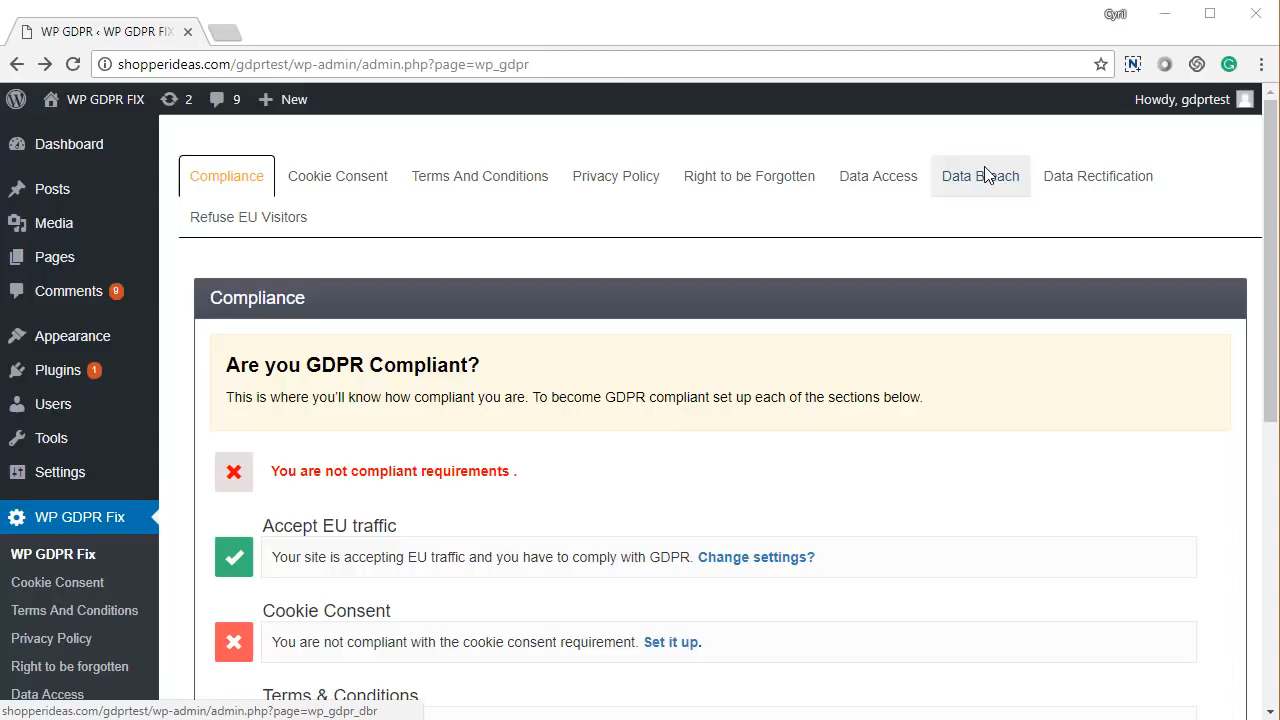 Cyril
WP GDPR ‹ WP GDPR FIX
shopperideas.com/gdprtest/wp-admin/admin.php?page=wp_gdpr
WP GDPR FIX 2 9 New Howdy, gdprtest
Dashboard
Posts
Media
Pages
Comments 9
Appearance
Plugins 1
Users
Tools
Settings
WP GDPR Fix
WP GDPR Fix
Cookie Consent
Terms And Conditions
Privacy Policy
Right to be forgotten
Data Access
Compliance Cookie Consent Terms And Conditions Privacy Policy Right to be Forgotten Data Access Data Breach Data Rectification
Refuse EU Visitors
Compliance
Are you GDPR Compliant?
This is where you'll know how compliant you are. To become GDPR compliant set up each of the sections below.
You are not compliant requirements .
Accept EU traffic
Your site is accepting EU traffic and you have to comply with GDPR. Change settings?
Cookie Consent
You are not compliant with the cookie consent requirement. Set it up.
Terms & Conditions
shopperideas.com/gdprtest/wp-admin/admin.php?page=wp_gdpr_dbr